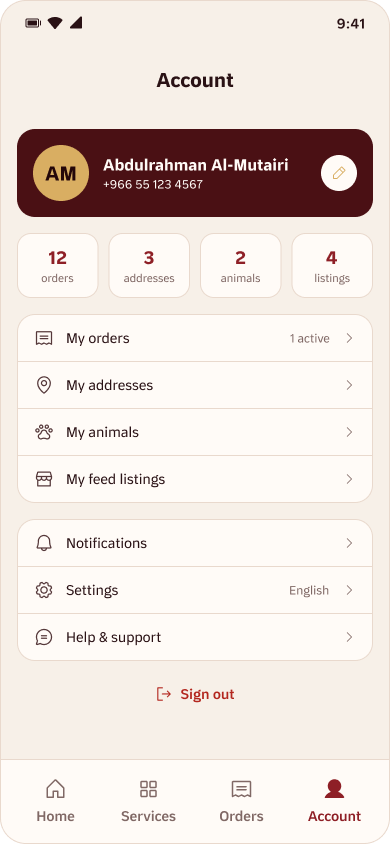 9:41
Account
AM
Abdulrahman Al-Mutairi
+966 55 123 4567
12
orders
3
addresses
2
animals
4
listings
My orders
1 active
My addresses
My animals
My feed listings
Notifications
Settings
English
Help & support
Sign out
Home
Services
Orders
Account